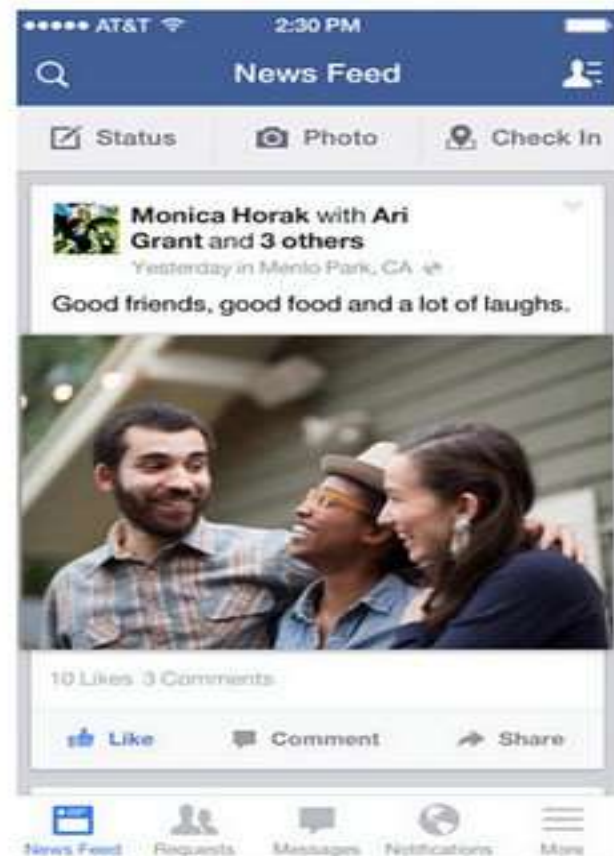 AT&T 2:30 PM
News Feed
Status Photo Check In
Monica Horak with Ari
Grant and 3 others
Yesterday in Menlo Park, CA
Good friends, good food and a lot of laughs.
10 Likes 3 Comments
Like Comment Share
News Feed Requests Messages Notifications More